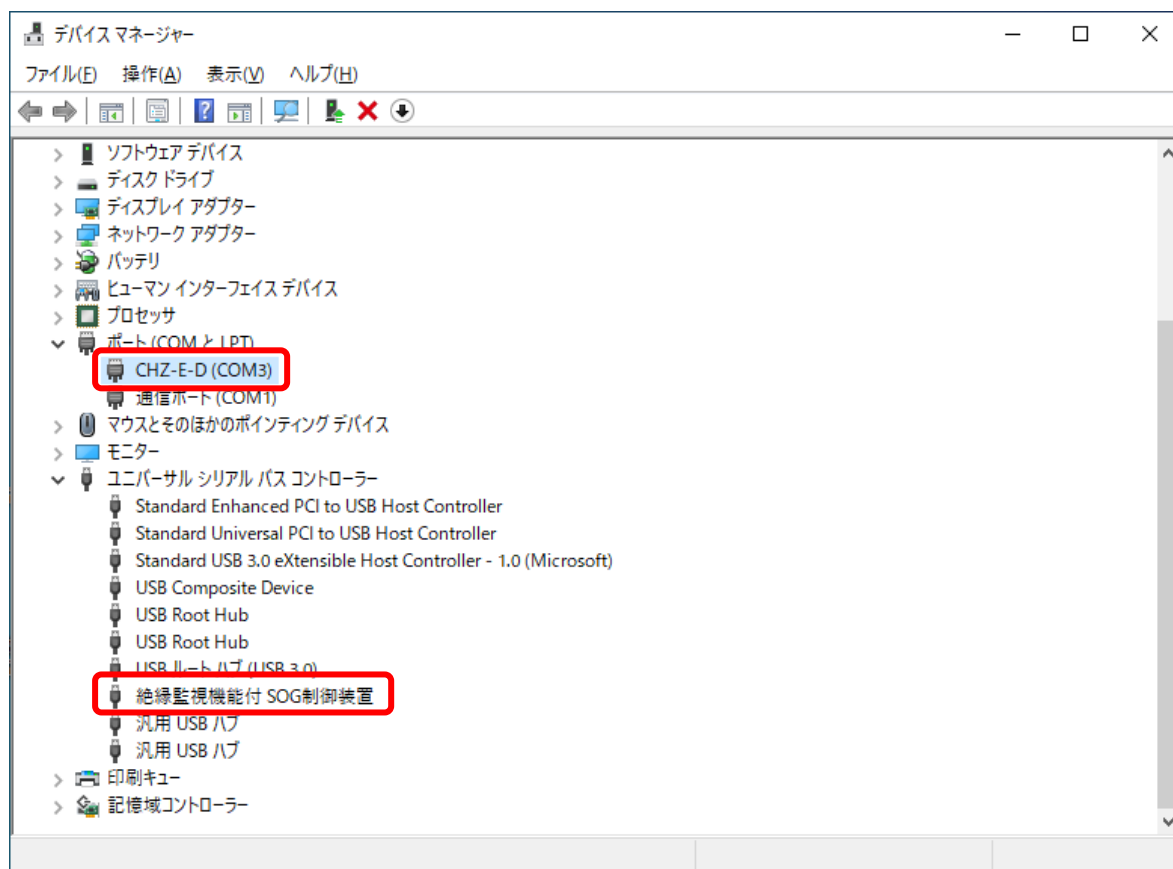 デバイス マネージャー
ファイル(F) 操作(A) 表示(V) ヘルプ(H)
ソフトウェア デバイス
ディスク ドライブ
ディスプレイ アダプター
ネットワーク アダプター
バッテリ
ヒューマン インターフェイス デバイス
プロセッサ
ポート (COM と LPT)
CHZ-E-D (COM3)
通信ポート (COM1)
マウスとそのほかのポインティング デバイス
モニター
ユニバーサル シリアル バス コントローラー
Standard Enhanced PCI to USB Host Controller
Standard Universal PCI to USB Host Controller
Standard USB 3.0 eXtensible Host Controller - 1.0 (Microsoft)
USB Composite Device
USB Root Hub
USB Root Hub
USB ルート ハブ (USB 3.0)
絶縁監視機能付 SOG制御装置
汎用 USB ハブ
汎用 USB ハブ
印刷キュー
記憶域コントローラー